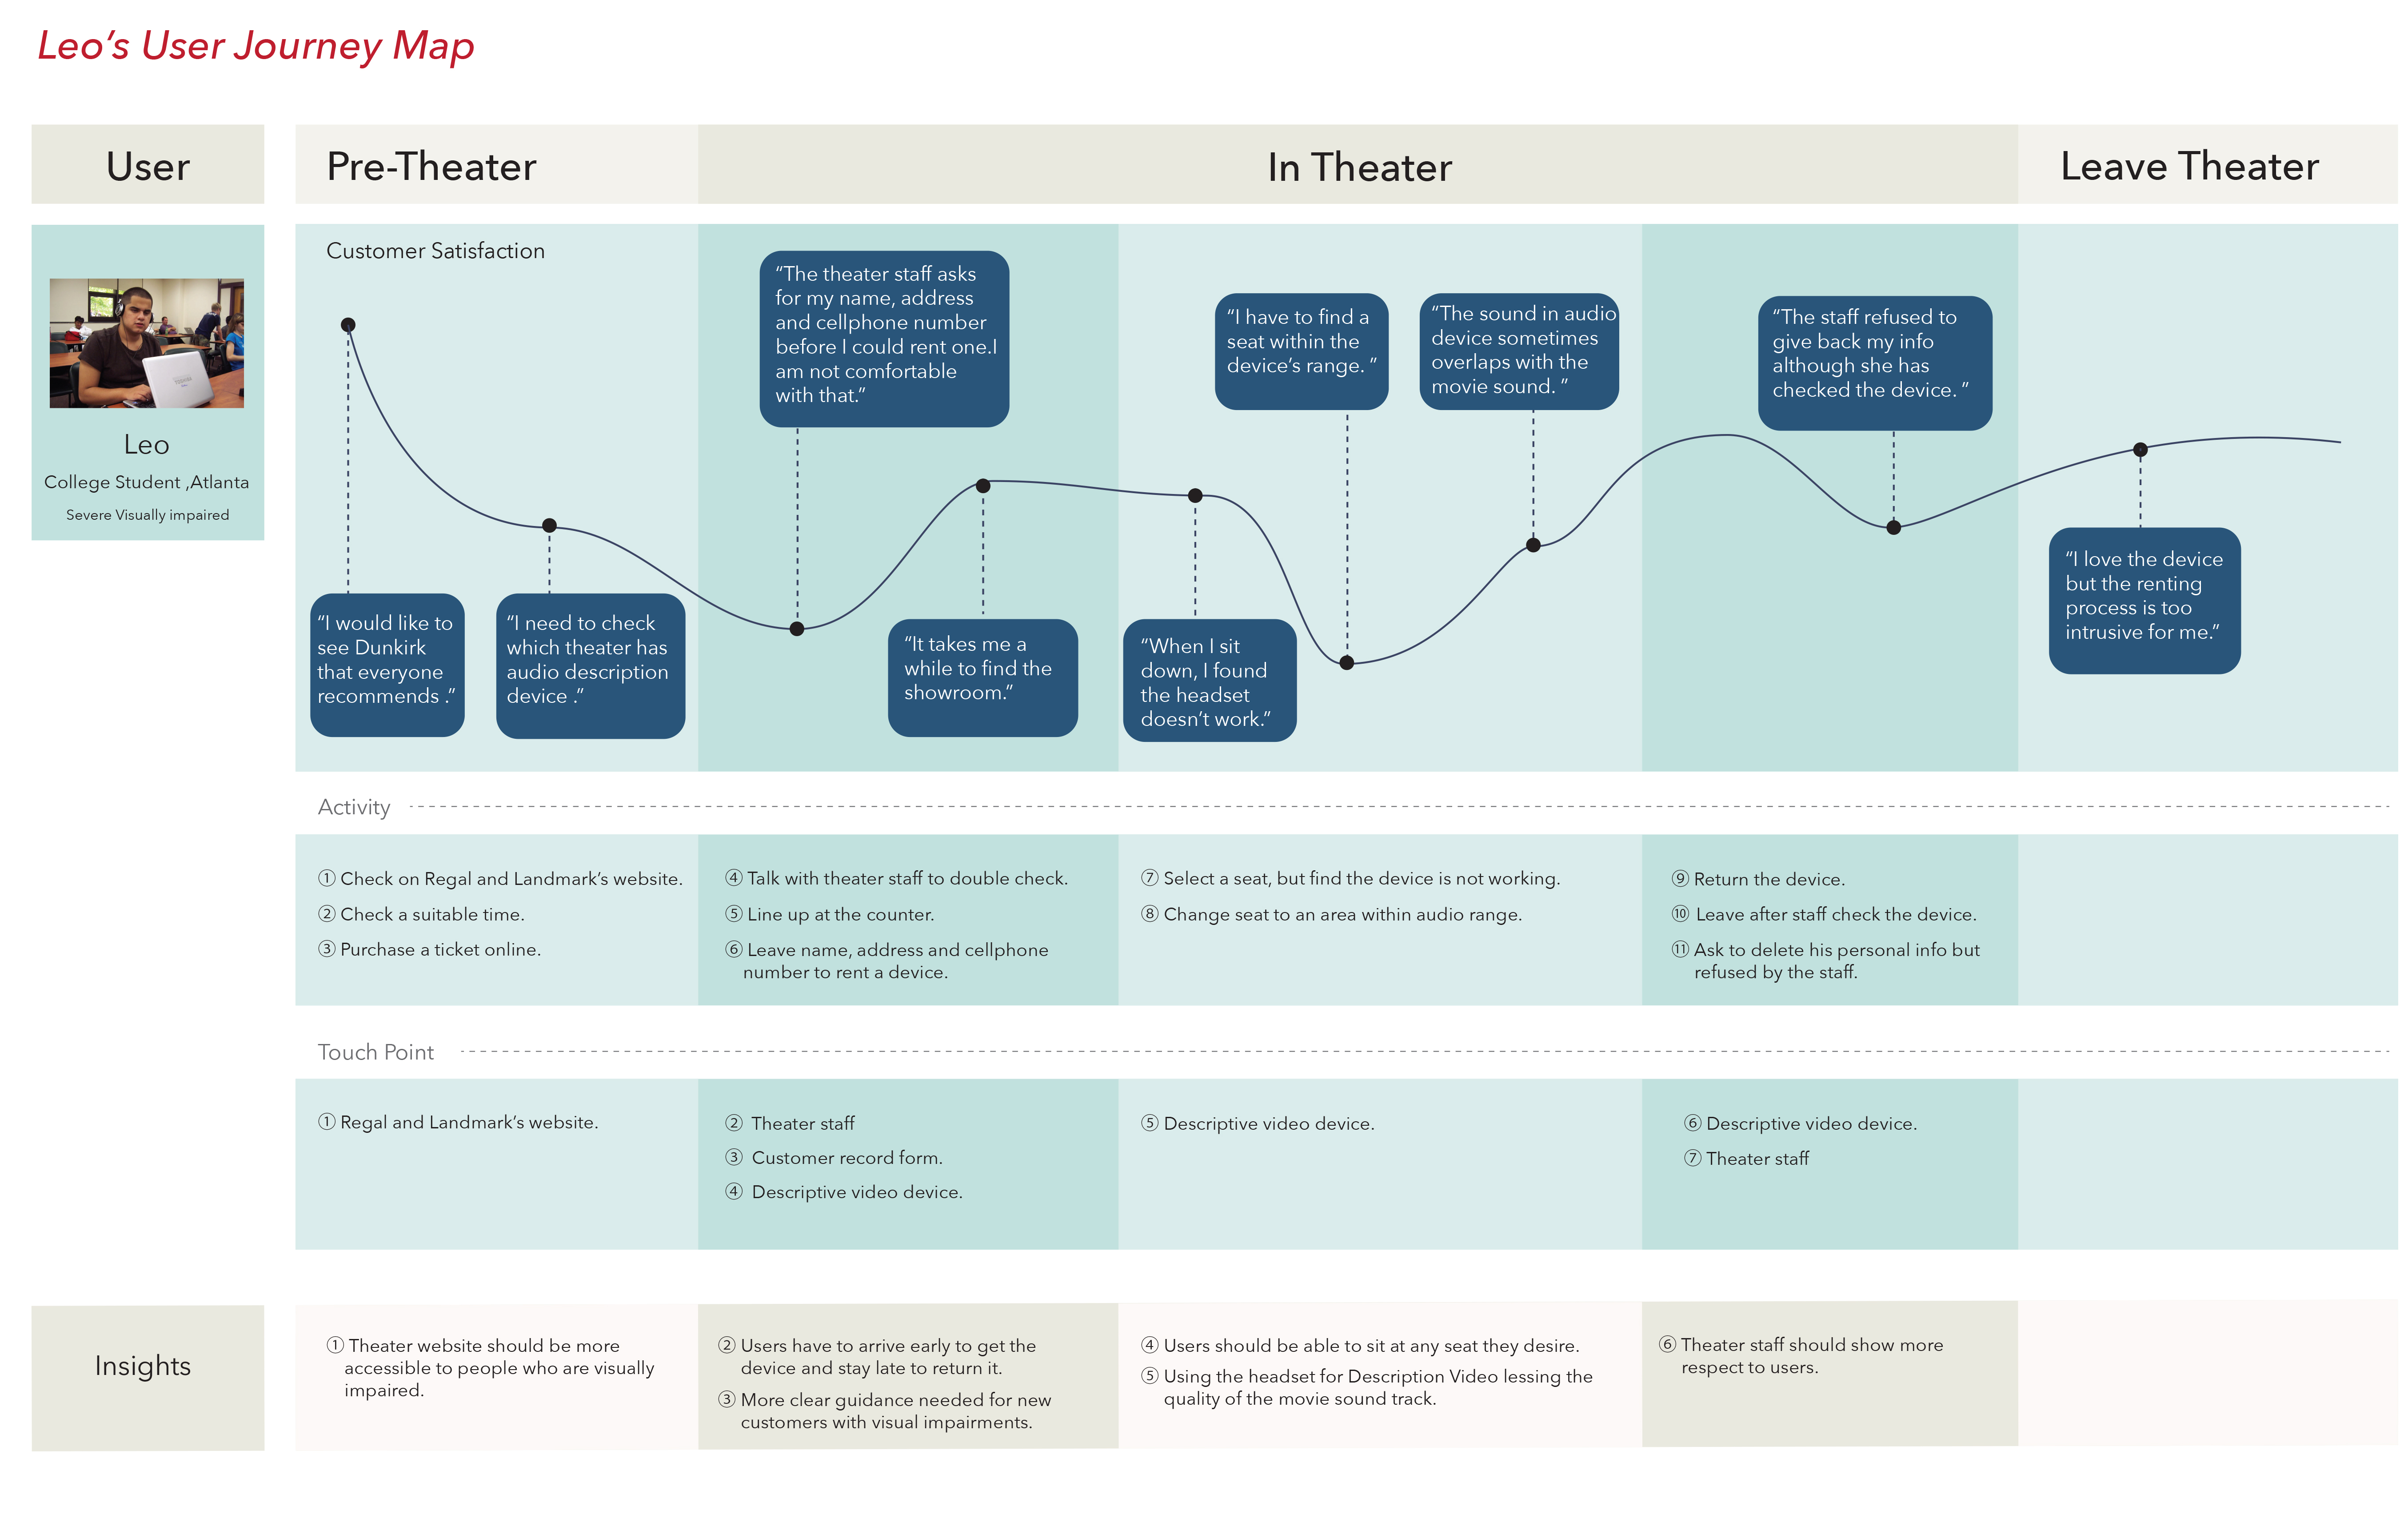 Leo's User Journey Map
User
Pre-Theater
In Theater
Leave Theater
Leo
College Student ,Atlanta
Severe Visually impaired
Customer Satisfaction
“I would like to
see Dunkirk
that everyone
recommends .”
“I need to check
which theater has
audio description
device .”
“The theater staff asks
for my name, address
and cellphone number
before I could rent one.I
am not comfortable
with that.”
“It takes me a
while to find the
showroom.”
“When I sit
down, I found
the headset
doesn’t work.”
“I have to find a
seat within the
device’s range. ”
“The sound in audio
device sometimes
overlaps with the
movie sound. ”
“The staff refused to
give back my info
although she has
checked the device. ”
“I love the device
but the renting
process is too
intrusive for me.”
Activity
① Check on Regal and Landmark’s website.
② Check a suitable time.
③ Purchase a ticket online.
④ Talk with theater staff to double check.
⑤ Line up at the counter.
⑥ Leave name, address and cellphone
number to rent a device.
⑦ Select a seat, but find the device is not working.
⑧ Change seat to an area within audio range.
⑨ Return the device.
⑩ Leave after staff check the device.
⑪ Ask to delete his personal info but
refused by the staff.
Touch Point
① Regal and Landmark’s website.
② Theater staff
③ Customer record form.
④ Descriptive video device.
⑤ Descriptive video device.
⑥ Descriptive video device.
⑦ Theater staff
Insights
① Theater website should be more
accessible to people who are visually
impaired.
② Users have to arrive early to get the
device and stay late to return it.
③ More clear guidance needed for new
customers with visual impairments.
④ Users should be able to sit at any seat they desire.
⑤ Using the headset for Description Video lessing the
quality of the movie sound track.
⑥ Theater staff should show more
respect to users.